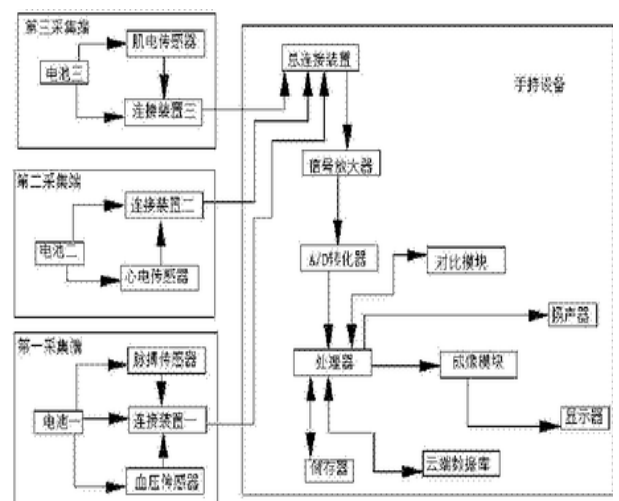 第三采集端
肌电传感器
电池三
连接装置三
第二采集端
连接装置二
电池二
心电传感器
第一采集端
脉搏传感器
电池一
连接装置一
血压传感器
总连接装置
手持设备
信号放大器
A/D转化器
对比模块
扬声器
处理器
成像模块
显示器
储存器
云端数据库